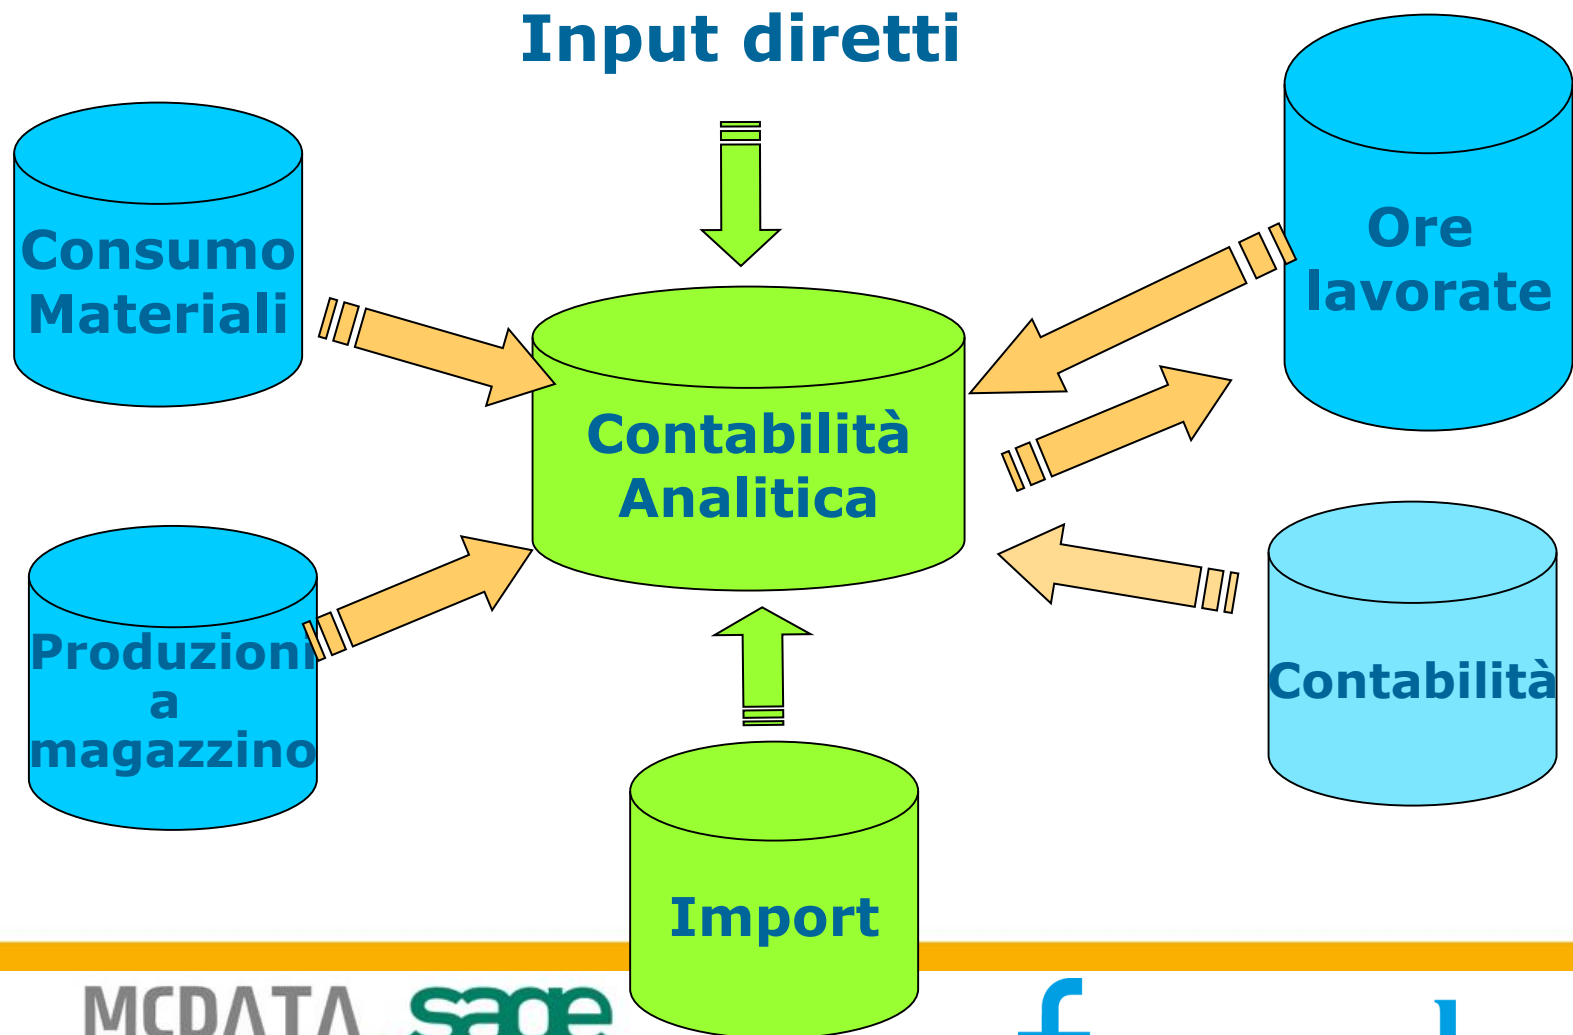 Input diretti
Consumo
Materiali
Ore
lavorate
Contabilità
Analitica
Produzioni
a
magazzino
Contabilità
Import
MCDATA
sage